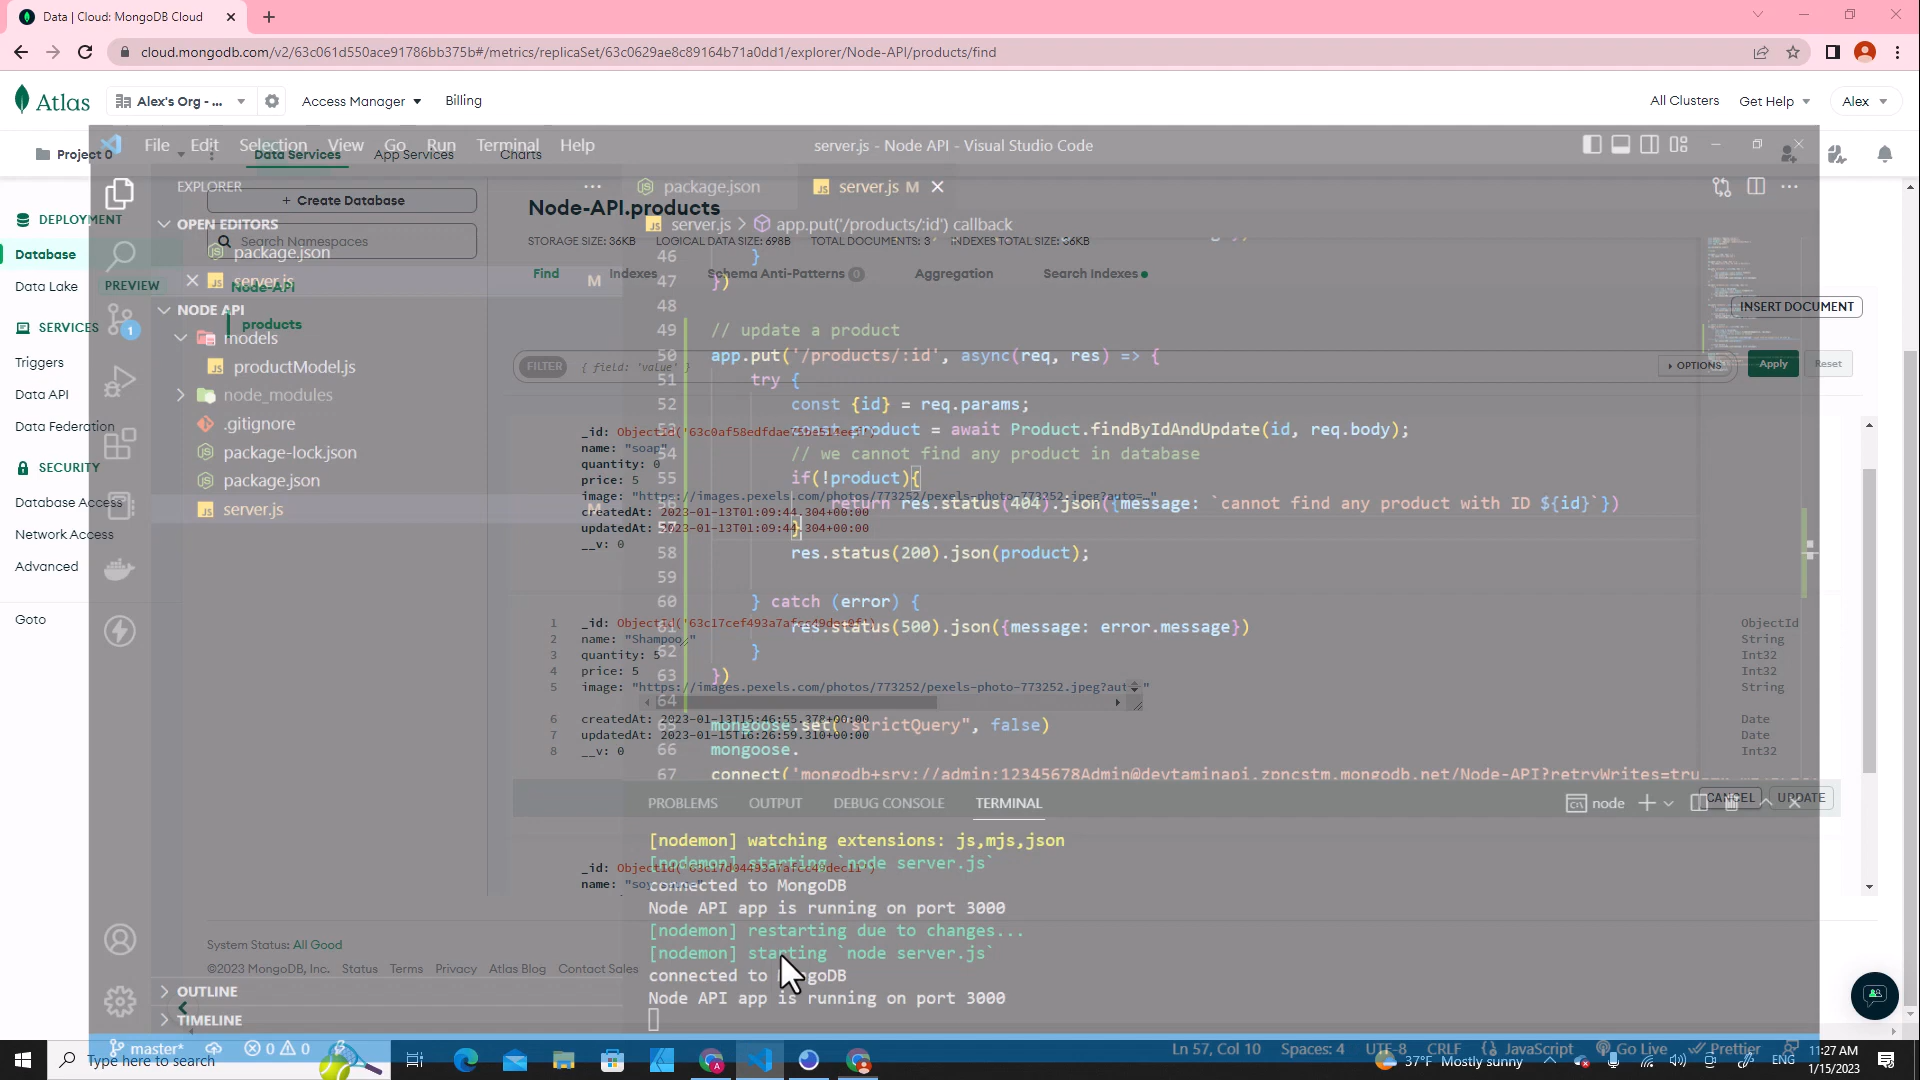 Data | Cloud: MongoDB Cloud
cloud.mongodb.com/v2/63c061d550ace91786bb375b#/metrics/replicaSet/63c0629ae8c89164b71a0dd1/explorer/Node-API/products/find
Atlas
Alex's Org - ...
Access Manager
Billing
All Clusters
Get Help
Alex
Project 0
Data Services
App Services
Charts
File Edit Selection View Go Run Terminal Help
server.js - Node API - Visual Studio Code
DEPLOYMENT
Database
Data Lake
PREVIEW
SERVICES
Triggers
Data API
Data Federation
SECURITY
Database Access
Network Access
Advanced
Goto
+ Create Database
Search Namespaces
Node-API
products
EXPLORER
OPEN EDITORS
package.json
server.js
M
NODE API
models
productModel.js
node_modules
.gitignore
package-lock.json
package.json
server.js
M
OUTLINE
TIMELINE
Node-API.products
STORAGE SIZE: 36KB
LOGICAL DATA SIZE: 698B
TOTAL DOCUMENTS: 3
INDEXES TOTAL SIZE: 36KB
Find
Indexes
Schema Anti-Patterns 0
Aggregation
Search Indexes
INSERT DOCUMENT
FILTER
{ field: 'value' }
OPTIONS
Apply
Reset
name: "soap"
quantity: 0
price: 5
image: "https://images.pexels.com/photos/773252/pexels-photo-773252.jpeg?auto=…"
createdAt: 2023-01-13T01:09:44.304+00:00
updatedAt: 2023-01-13T01:09:44.304+00:00
__v: 0
1 _id: ObjectId
2 name: "Shampoo" String
3 quantity: 5 Int32
4 price: 5 Int32
5 image: "https://images.pexels.com/photos/773252/pexels-photo-773252.jpeg?aut String
6 createdAt: 2023-01-13T15:46:55.378+00:00 Date
7 updatedAt: 2023-01-15T16:26:59.310+00:00 Date
8 __v: 0 Int32
CANCEL
UPDATE
package.json
server.js M
server.js > app.put('/products/:id') callback
46 }
47 })
48
49 // update a product
50 app.put('/products/:id', async(req, res) => {
51 try {
52 const {id} = req.params;
53 const product = await Product.findByIdAndUpdate(id, req.body);
54 // we cannot find any product in database
55 if(!product){
56 return res.status(404).json({message: `cannot find any product with ID ${id}`})
57 }
58 res.status(200).json(product);
59
60 } catch (error) {
61 res.status(500).json({message: error.message})
62 }
63 })
64
65 mongoose.set("strictQuery", false)
66 mongoose.
67 connect('mongodb+srv://admin:12345678Admin@devtaminapi.zpncstm.mongodb.net/Node-API?retryWrites=tru
PROBLEMS
OUTPUT
DEBUG CONSOLE
TERMINAL
node
[nodemon] watching extensions: js,mjs,json
[nodemon] starting `node server.js`
connected to MongoDB
Node API app is running on port 3000
[nodemon] restarting due to changes...
[nodemon] starting `node server.js`
connected to MongoDB
Node API app is running on port 3000
System Status: All Good
©2023 MongoDB, Inc.
Status
Terms
Privacy
Atlas Blog
Contact Sales
master*
0 0
Ln 57, Col 10
Spaces: 4
UTF-8
CRLF
JavaScript
Go Live
Prettier
Type here to search
37°F Mostly sunny
ENG
11:27 AM
1/15/2023